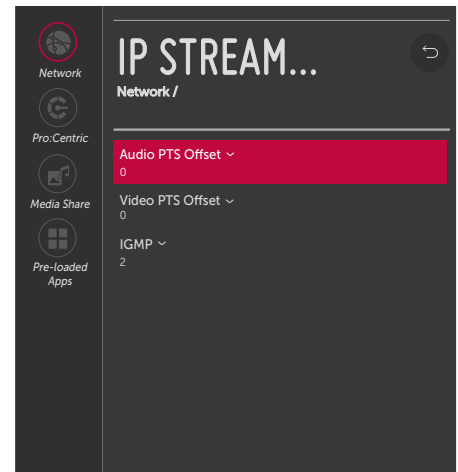 Network
Pro:Centric
Media Share
Pre-loaded
Apps
IP STREAM...
Network /
Audio PTS Offset
0
Video PTS Offset
0
IGMP
2